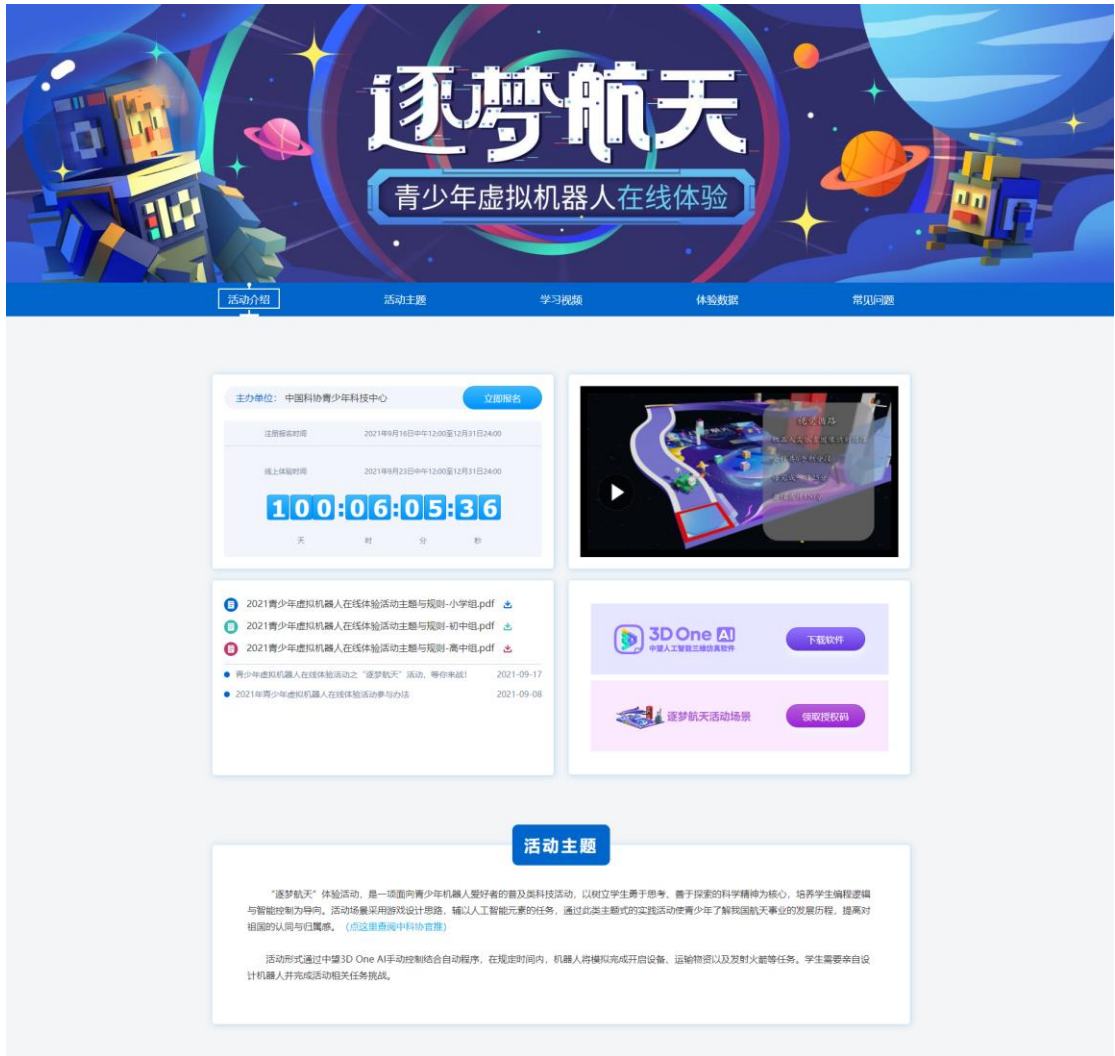 逐梦航天
青少年虚拟机器人在线体验
活动介绍 活动主题 学习视频 体验数据 常见问题
主办单位： 中国科协青少年科技中心 立即报名
注册报名时间 2021年9月16日中午12:00至12月31日24:00
线上体验时间 2021年9月23日中午12:00至12月31日24:00
100:06:05:36
天 时 分 秒
2021青少年虚拟机器人在线体验活动主题与规则-小学组.pdf
2021青少年虚拟机器人在线体验活动主题与规则-初中组.pdf
2021青少年虚拟机器人在线体验活动主题与规则-高中组.pdf
青少年虚拟机器人在线体验活动之“逐梦航天”活动，等你来战！ 2021-09-17
2021年青少年虚拟机器人在线体验活动参与办法 2021-09-08
3D One AI
中望人工智能三维仿真软件
下载软件
逐梦航天活动场景 领取授权码
活动主题
“逐梦航天”体验活动，是一项面向青少年机器人爱好者的普及类科技活动，以树立学生勇于思考、善于探索的科学精神为核心，培养学生编程逻辑
与智能控制为导向。活动场景采用游戏设计思路，辅以人工智能元素的任务，通过此类主题式的实践活动使青少年了解我国航天事业的发展历程，提高对
祖国的认同与归属感。（点这里查阅中科协官推）
活动形式通过中望3D One AI手动控制结合自动程序，在规定时间内，机器人将模拟完成开启设备、运输物资以及发射火箭等任务。学生需要亲自设
计机器人并完成活动相关任务挑战。